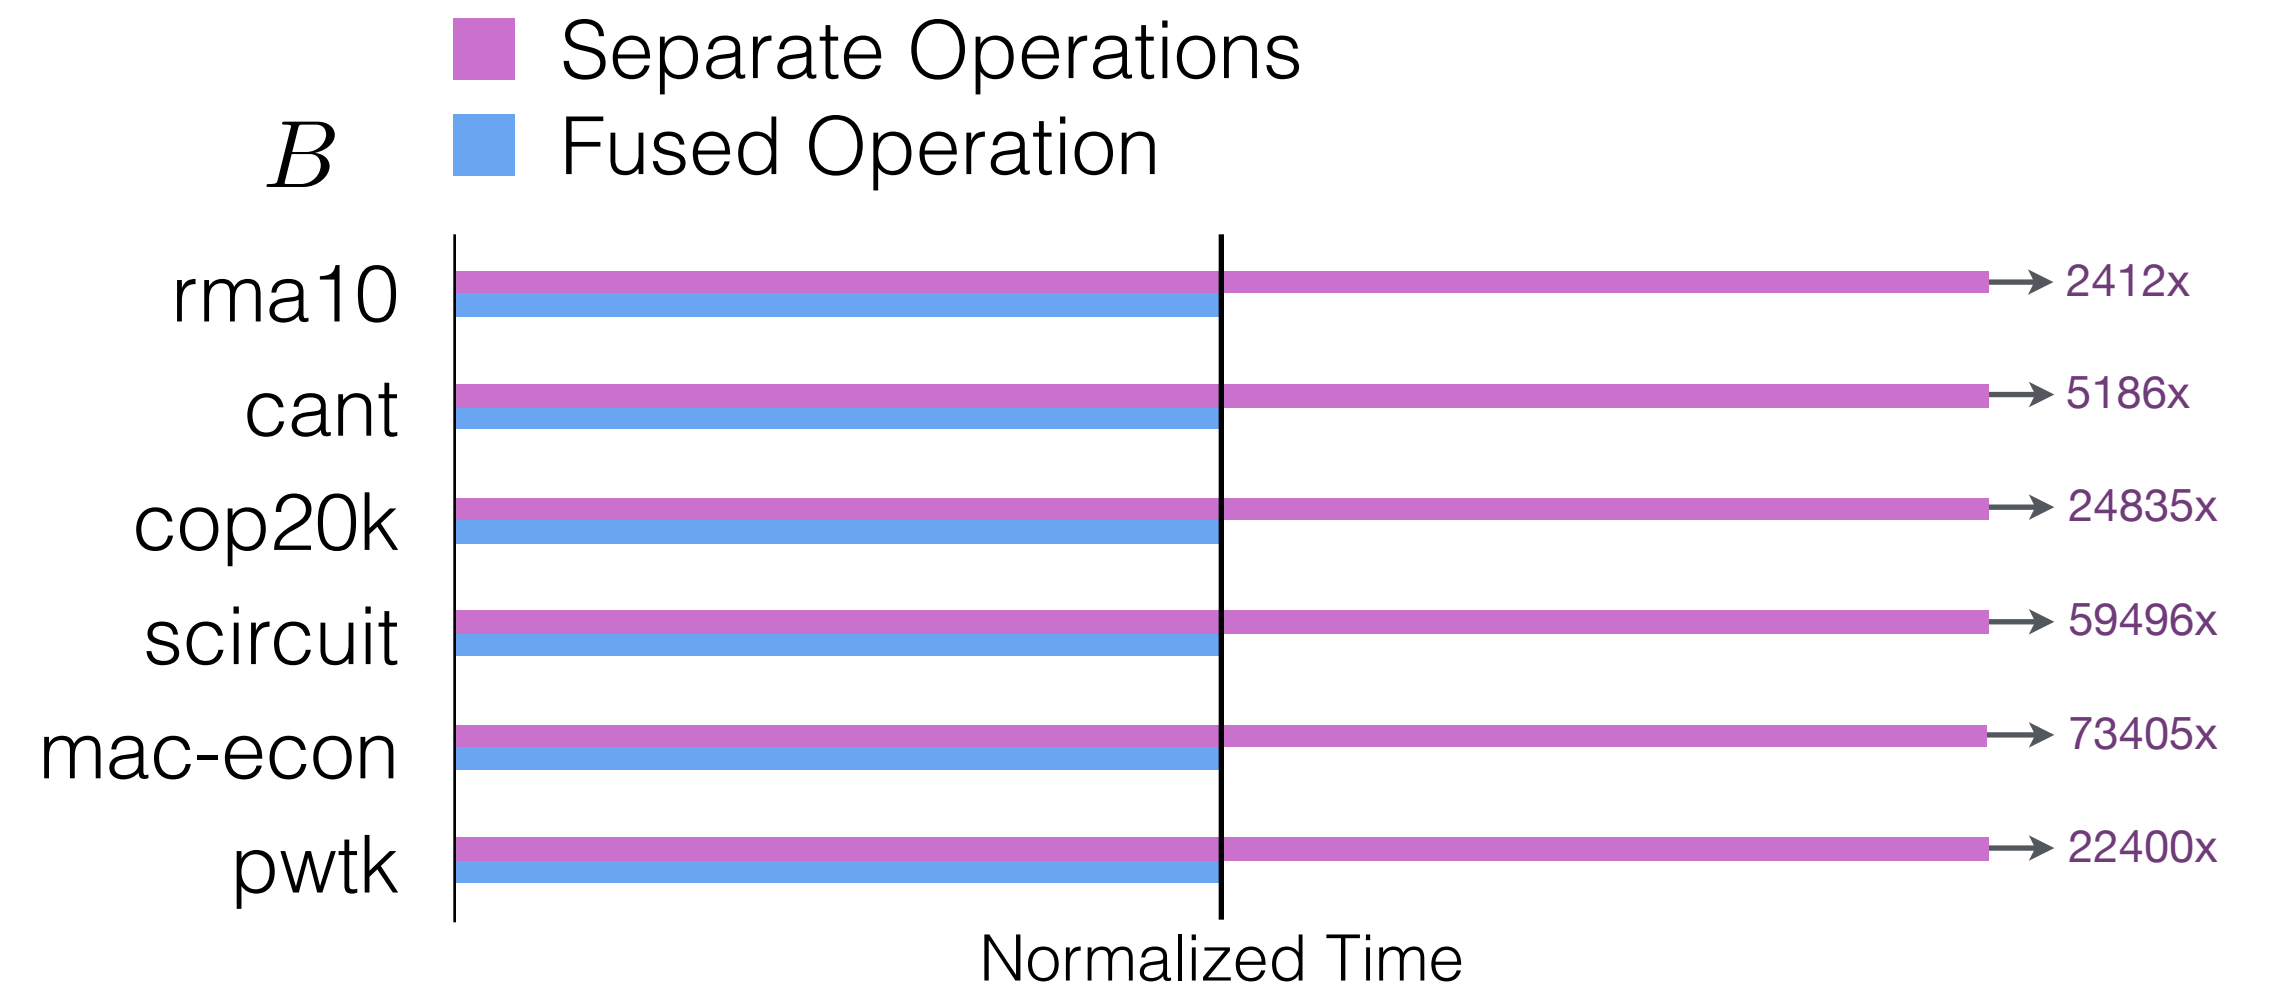 Separate Operations
B
Fused Operation
rma10 2412x
cant 5186x
cop20k 24835x
scircuit 59496x
mac-econ 73405x
pwtk 22400x
Normalized Time